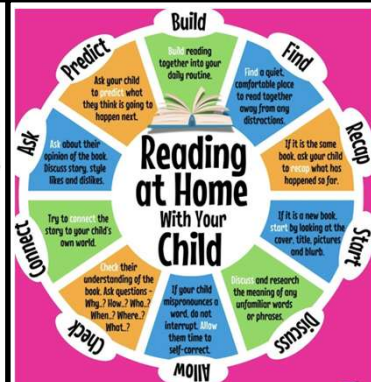 Build
Build reading
together into your
daily routine.
Find
Find a quiet,
comfortable place
to read together
away from any
distractions.
Recap
If it is the same
book, ask your child
to recap what has
happened so far.
Start
If it is a new book,
start by looking at the
cover, title, pictures
and blurb.
Discuss
Discuss and research
the meaning of any
unfamiliar words
or phrases.
Allow
If your child
mispronounces a
word, do not
interrupt. Allow
them time to
self-correct.
Check
Check their
understanding of the
book. Ask questions -
Why..? How..? Who..?
When..? Where..?
What..?
Connect
Try to connect the
story to your child's
own world.
Ask
Ask about their
opinion of the book.
Discuss story, style
likes and dislikes.
Predict
Ask your child
to predict what
they think is going to
happen next.
Reading
at Home
With Your
Child